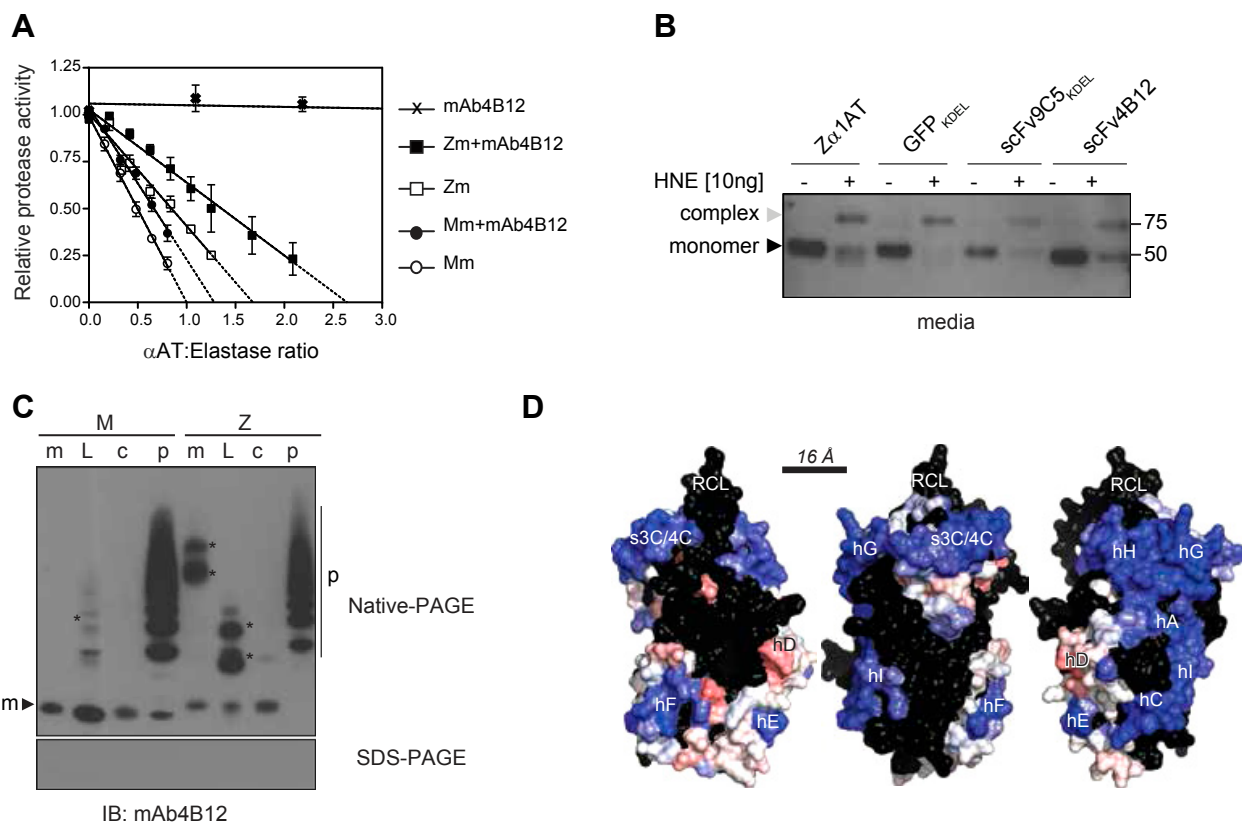 A
1.25
1.00
0.75
0.50
0.25
0.00
0.0 0.5 1.0 1.5 2.0 2.5 3.0
Relative protease activity
αAT:Elastase ratio
mAb4B12
Zm+mAb4B12
Zm
Mm+mAb4B12
Mm
B
Zα1AT
GFP KDEL
scFv9C5KDEL
scFv4B12
HNE [10ng] - + - + - + - +
complex
75
monomer
50
media
C
M Z
m L c p m L c p
* * * * *
p
m
Native-PAGE
SDS-PAGE
IB: mAb4B12
D
16 Å
RCL
s3C/4C
hD
hF
hE
RCL
hG
s3C/4C
hI
hF
RCL
hH
hG
hA
hD
hI
hC
hE